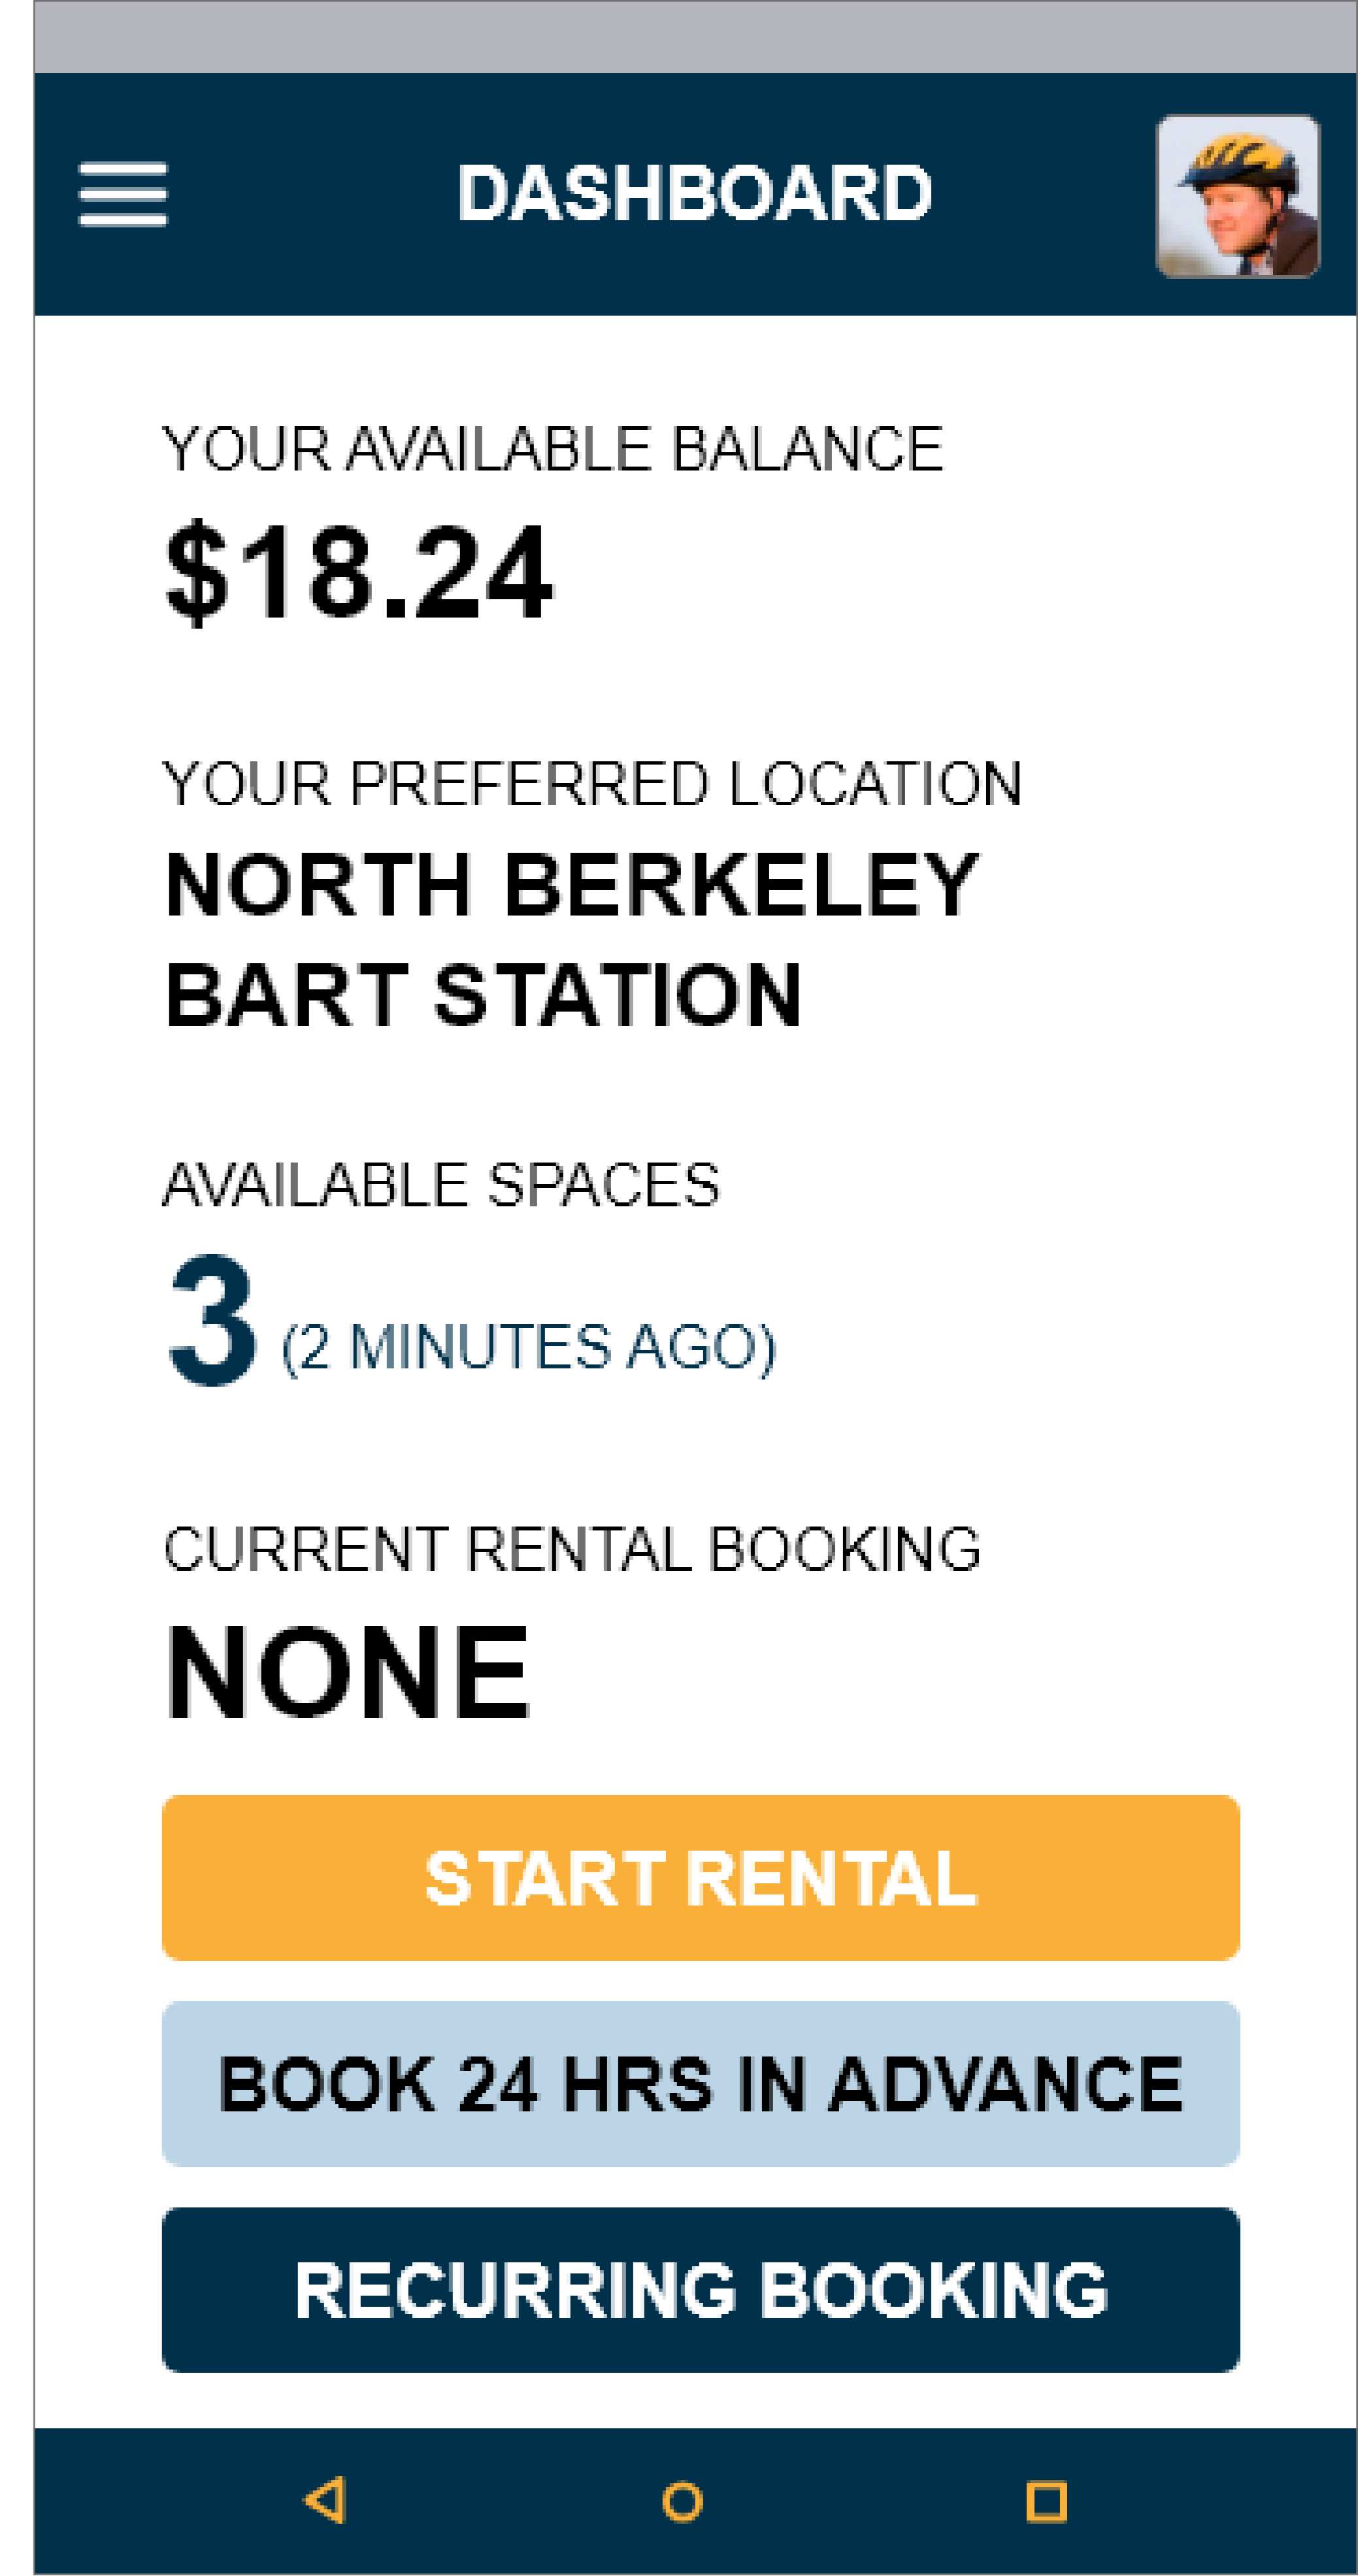 DASHBOARD
YOUR AVAILABLE BALANCE
$18.24
YOUR PREFERRED LOCATION
NORTH BERKELEY
BART STATION
AVAILABLE SPACES
3 (2 MINUTES AGO)
CURRENT RENTAL BOOKING
NONE
START RENTAL
BOOK 24 HRS IN ADVANCE
RECURRING BOOKING